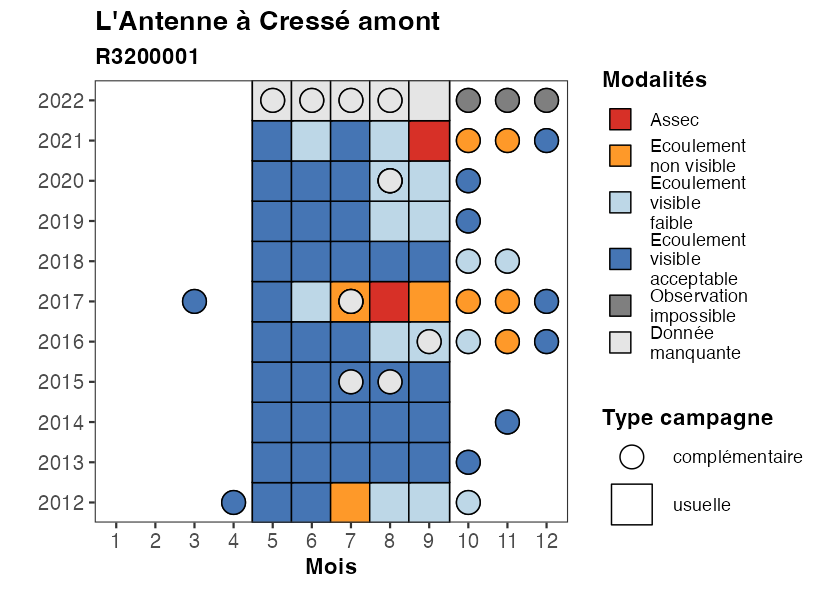 L'Antenne à Cressé amont
R3200001
2022
2021
2020
2019
2018
2017
2016
2015
2014
2013
2012
1 2 3 4 5 6 7 8 9 10 11 12
Mois
Modalités
Assec
Ecoulement
non visible
Ecoulement
visible
faible
Ecoulement
visible
acceptable
Observation
impossible
Donnée
manquante
Type campagne
complémentaire
usuelle